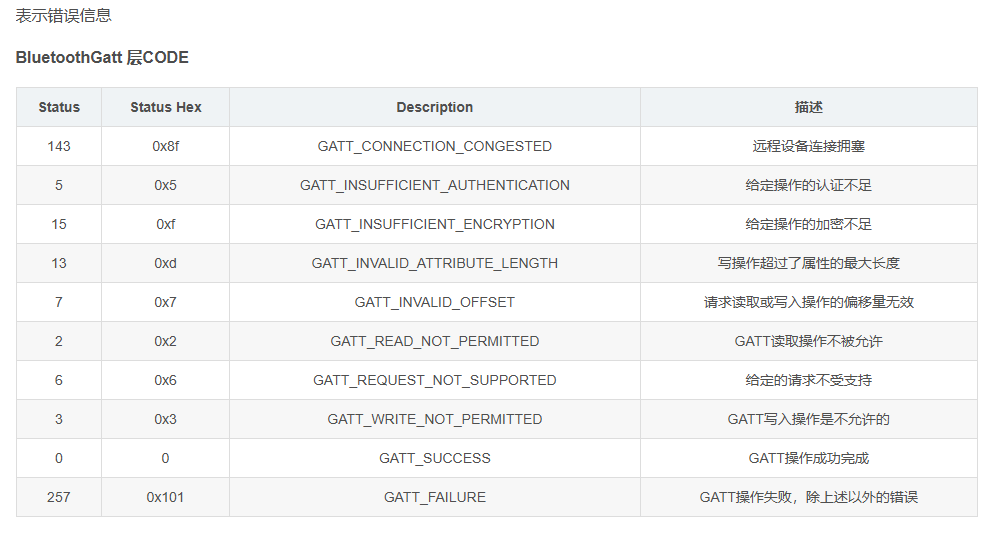 表示错误信息
BluetoothGatt 层CODE
Status Status Hex Description 描述
143 0x8f GATT_CONNECTION_CONGESTED 远程设备连接拥塞
5 0x5 GATT_INSUFFICIENT_AUTHENTICATION 给定操作的认证不足
15 0xf GATT_INSUFFICIENT_ENCRYPTION 给定操作的加密不足
13 0xd GATT_INVALID_ATTRIBUTE_LENGTH 写操作超过了属性的最大长度
7 0x7 GATT_INVALID_OFFSET 请求读取或写入操作的偏移量无效
2 0x2 GATT_READ_NOT_PERMITTED GATT读取操作不被允许
6 0x6 GATT_REQUEST_NOT_SUPPORTED 给定的请求不受支持
3 0x3 GATT_WRITE_NOT_PERMITTED GATT写入操作是不允许的
0 0 GATT_SUCCESS GATT操作成功完成
257 0x101 GATT_FAILURE GATT操作失败，除上述以外的错误